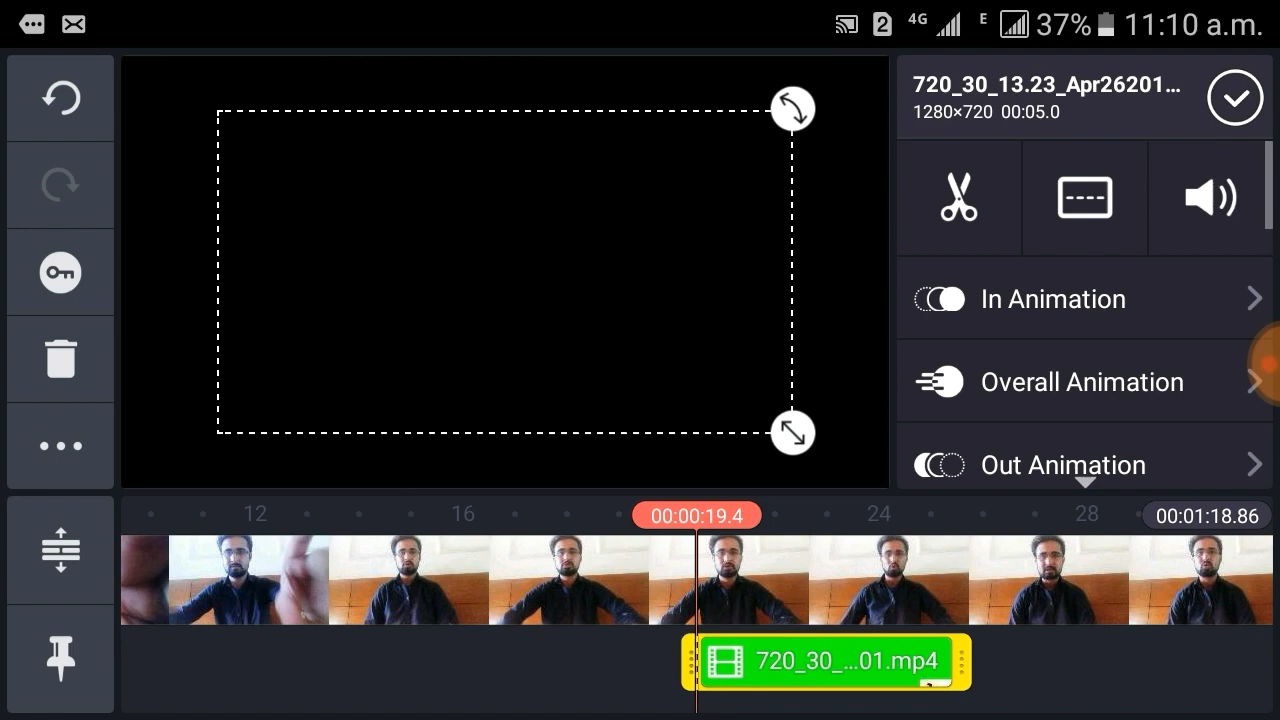 2 4G E 37% 11:10 a.m.
720_30_13.23_Apr26201...
1280×720 00:05.0
In Animation
Overall Animation
Out Animation
12 16 00:00:19.4 24 28 00:01:18.86
720_30_...01.mp4